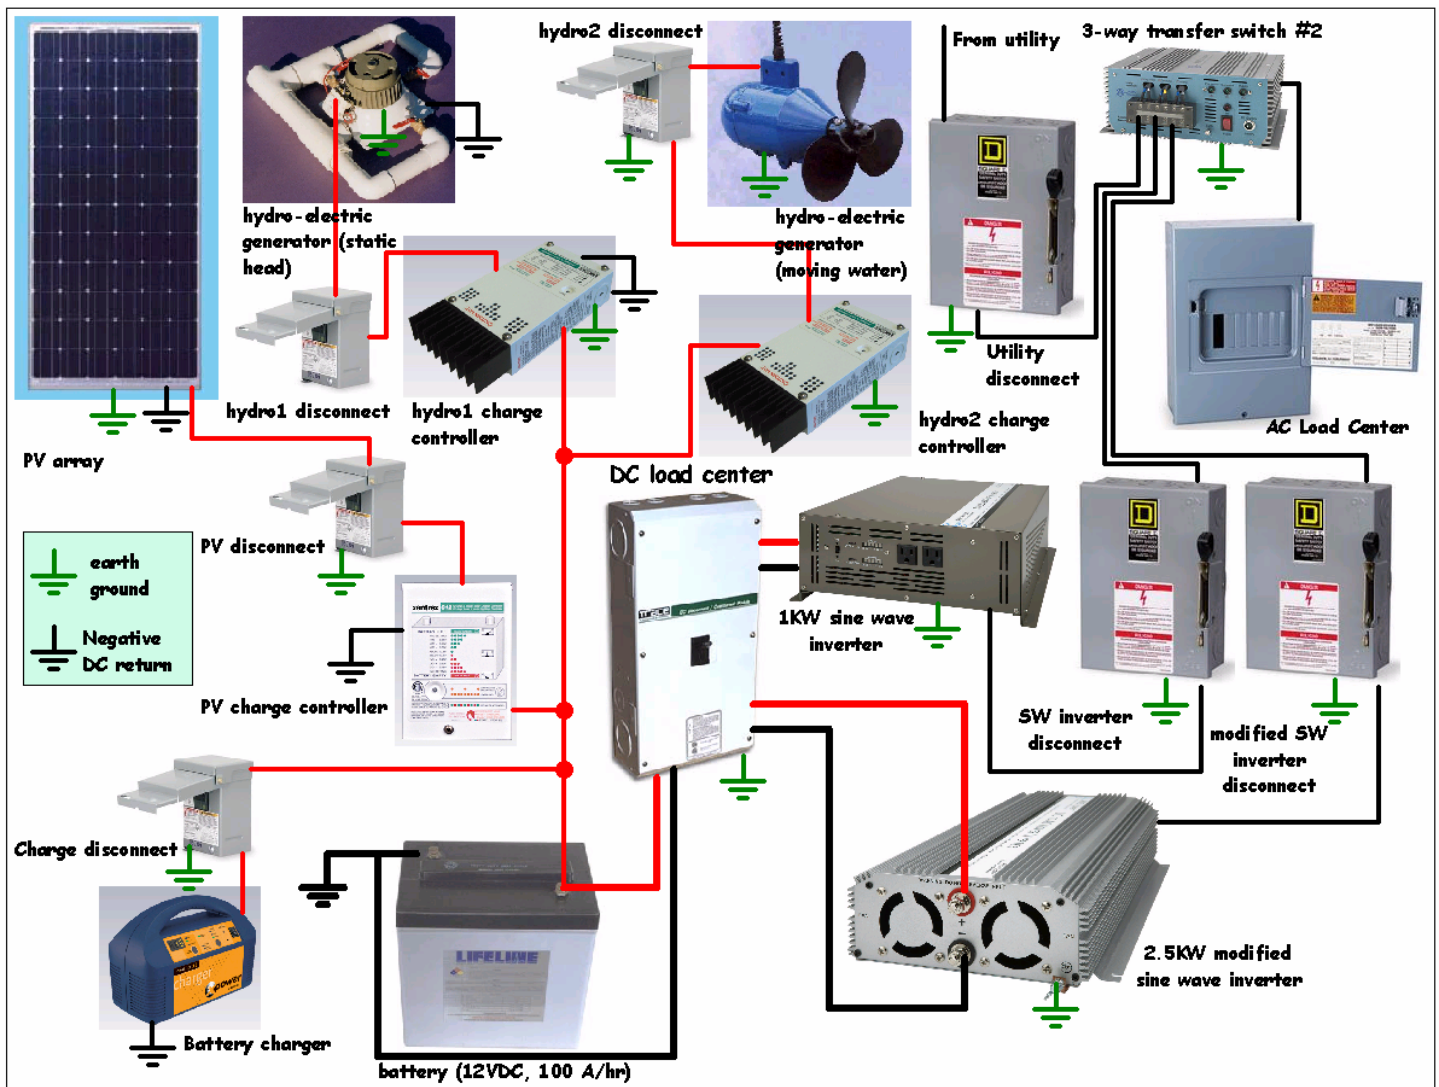 hydro2 disconnect
From utility
3-way transfer switch #2
hydro-electric
generator (static
head)
hydro-electric
generator
(moving water)
Utility
disconnect
hydro1 disconnect
hydro1 charge
controller
hydro2 charge
controller
AC Load Center
PV array
DC load center
PV disconnect
earth
ground
Negative
DC return
1KW sine wave
inverter
PV charge controller
SW inverter
disconnect
modified SW
inverter
disconnect
Charge disconnect
charger
power
LIFELINE
2.5KW modified
sine wave inverter
Battery charger
battery (12VDC, 100 A/hr)